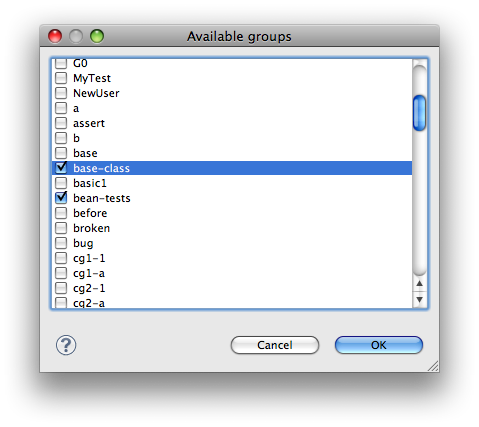 Available groups
G0
MyTest
NewUser
a
assert
b
base
base-class
basic1
bean-tests
before
broken
bug
cg1-1
cg1-a
cg2-1
cg2-a
?
Cancel
OK